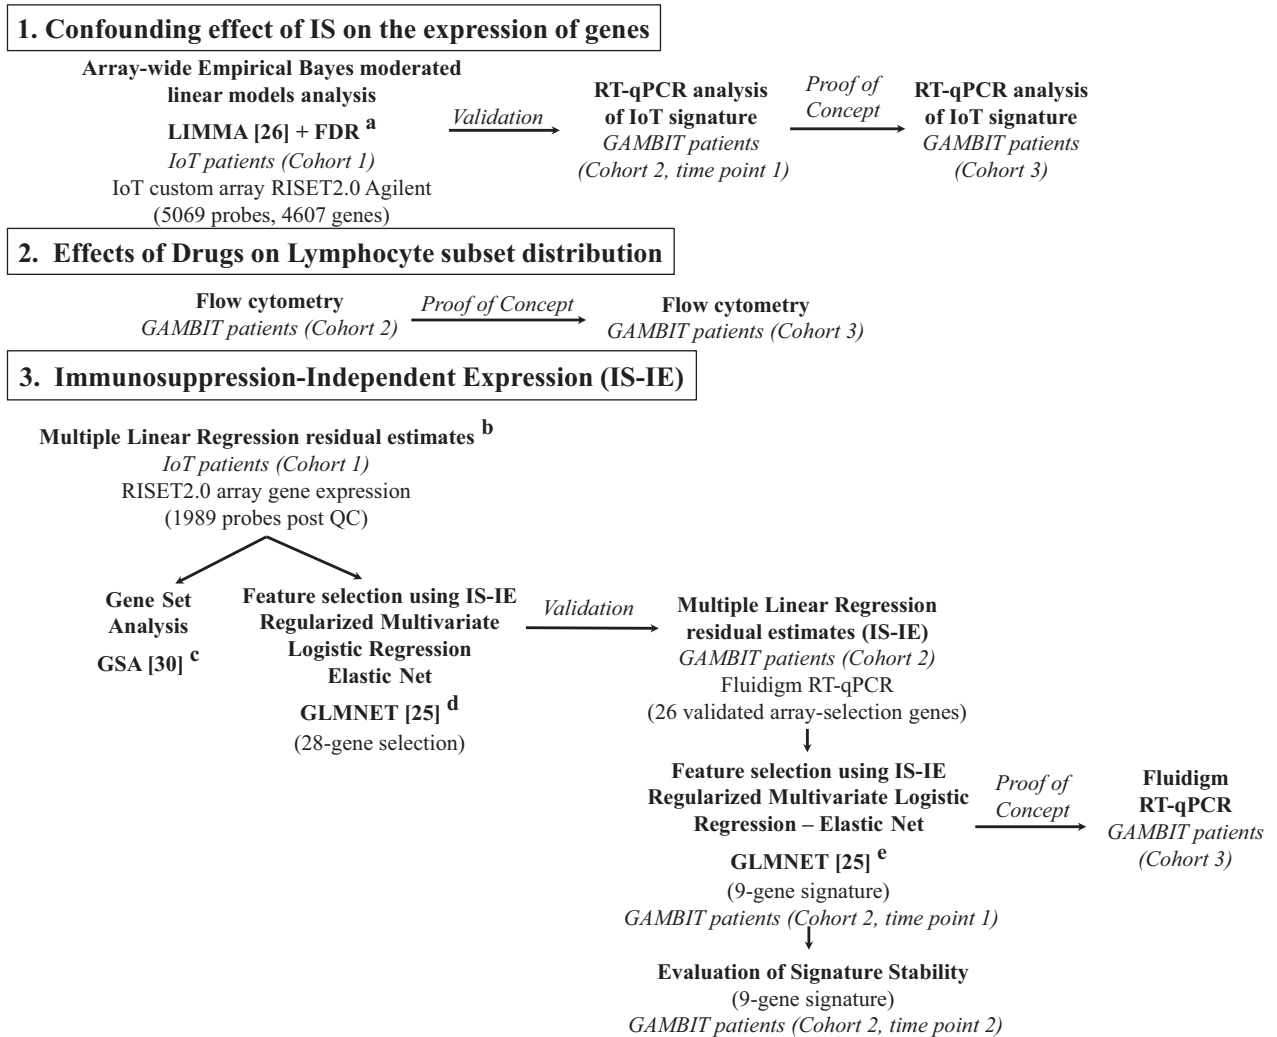 1. Confounding effect of IS on the expression of genes
Array-wide Empirical Bayes moderated
linear models analysis
LIMMA [26] + FDR a
IoT patients (Cohort 1)
IoT custom array RISET2.0 Agilent
(5069 probes, 4607 genes)
Validation
RT-qPCR analysis
of IoT signature
GAMBIT patients
(Cohort 2, time point 1)
Proof of
Concept
RT-qPCR analysis
of IoT signature
GAMBIT patients
(Cohort 3)
2. Effects of Drugs on Lymphocyte subset distribution
Flow cytometry
GAMBIT patients (Cohort 2)
Proof of Concept
Flow cytometry
GAMBIT patients (Cohort 3)
3. Immunosuppression-Independent Expression (IS-IE)
Multiple Linear Regression residual estimates b
IoT patients (Cohort 1)
RISET2.0 array gene expression
(1989 probes post QC)
Gene Set
Analysis
GSA [30] c
Feature selection using IS-IE
Regularized Multivariate
Logistic Regression
Elastic Net
GLMNET [25] d
(28-gene selection)
Validation
Multiple Linear Regression
residual estimates (IS-IE)
GAMBIT patients (Cohort 2)
Fluidigm RT-qPCR
(26 validated array-selection genes)
Feature selection using IS-IE
Regularized Multivariate Logistic
Regression – Elastic Net
GLMNET [25] e
(9-gene signature)
GAMBIT patients (Cohort 2, time point 1)
Proof of
Concept
Fluidigm
RT-qPCR
GAMBIT patients
(Cohort 3)
Evaluation of Signature Stability
(9-gene signature)
GAMBIT patients (Cohort 2, time point 2)